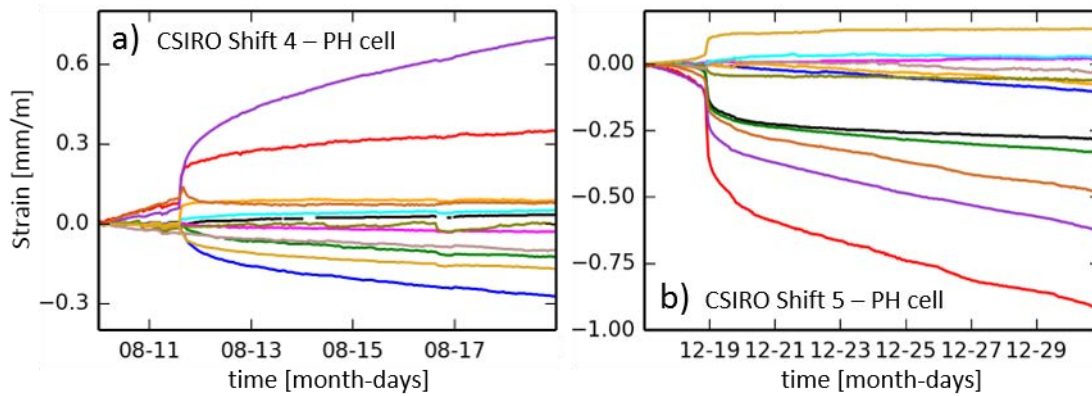 a) CSIRO Shift 4 – PH cell
Strain [mm/m]
0.6
0.3
0.0
−0.3
08-11 08-13 08-15 08-17
time [month-days]
0.00
−0.25
−0.50
−0.75
−1.00
b) CSIRO Shift 5 – PH cell
12-19 12-21 12-23 12-25 12-27 12-29
time [month-days]